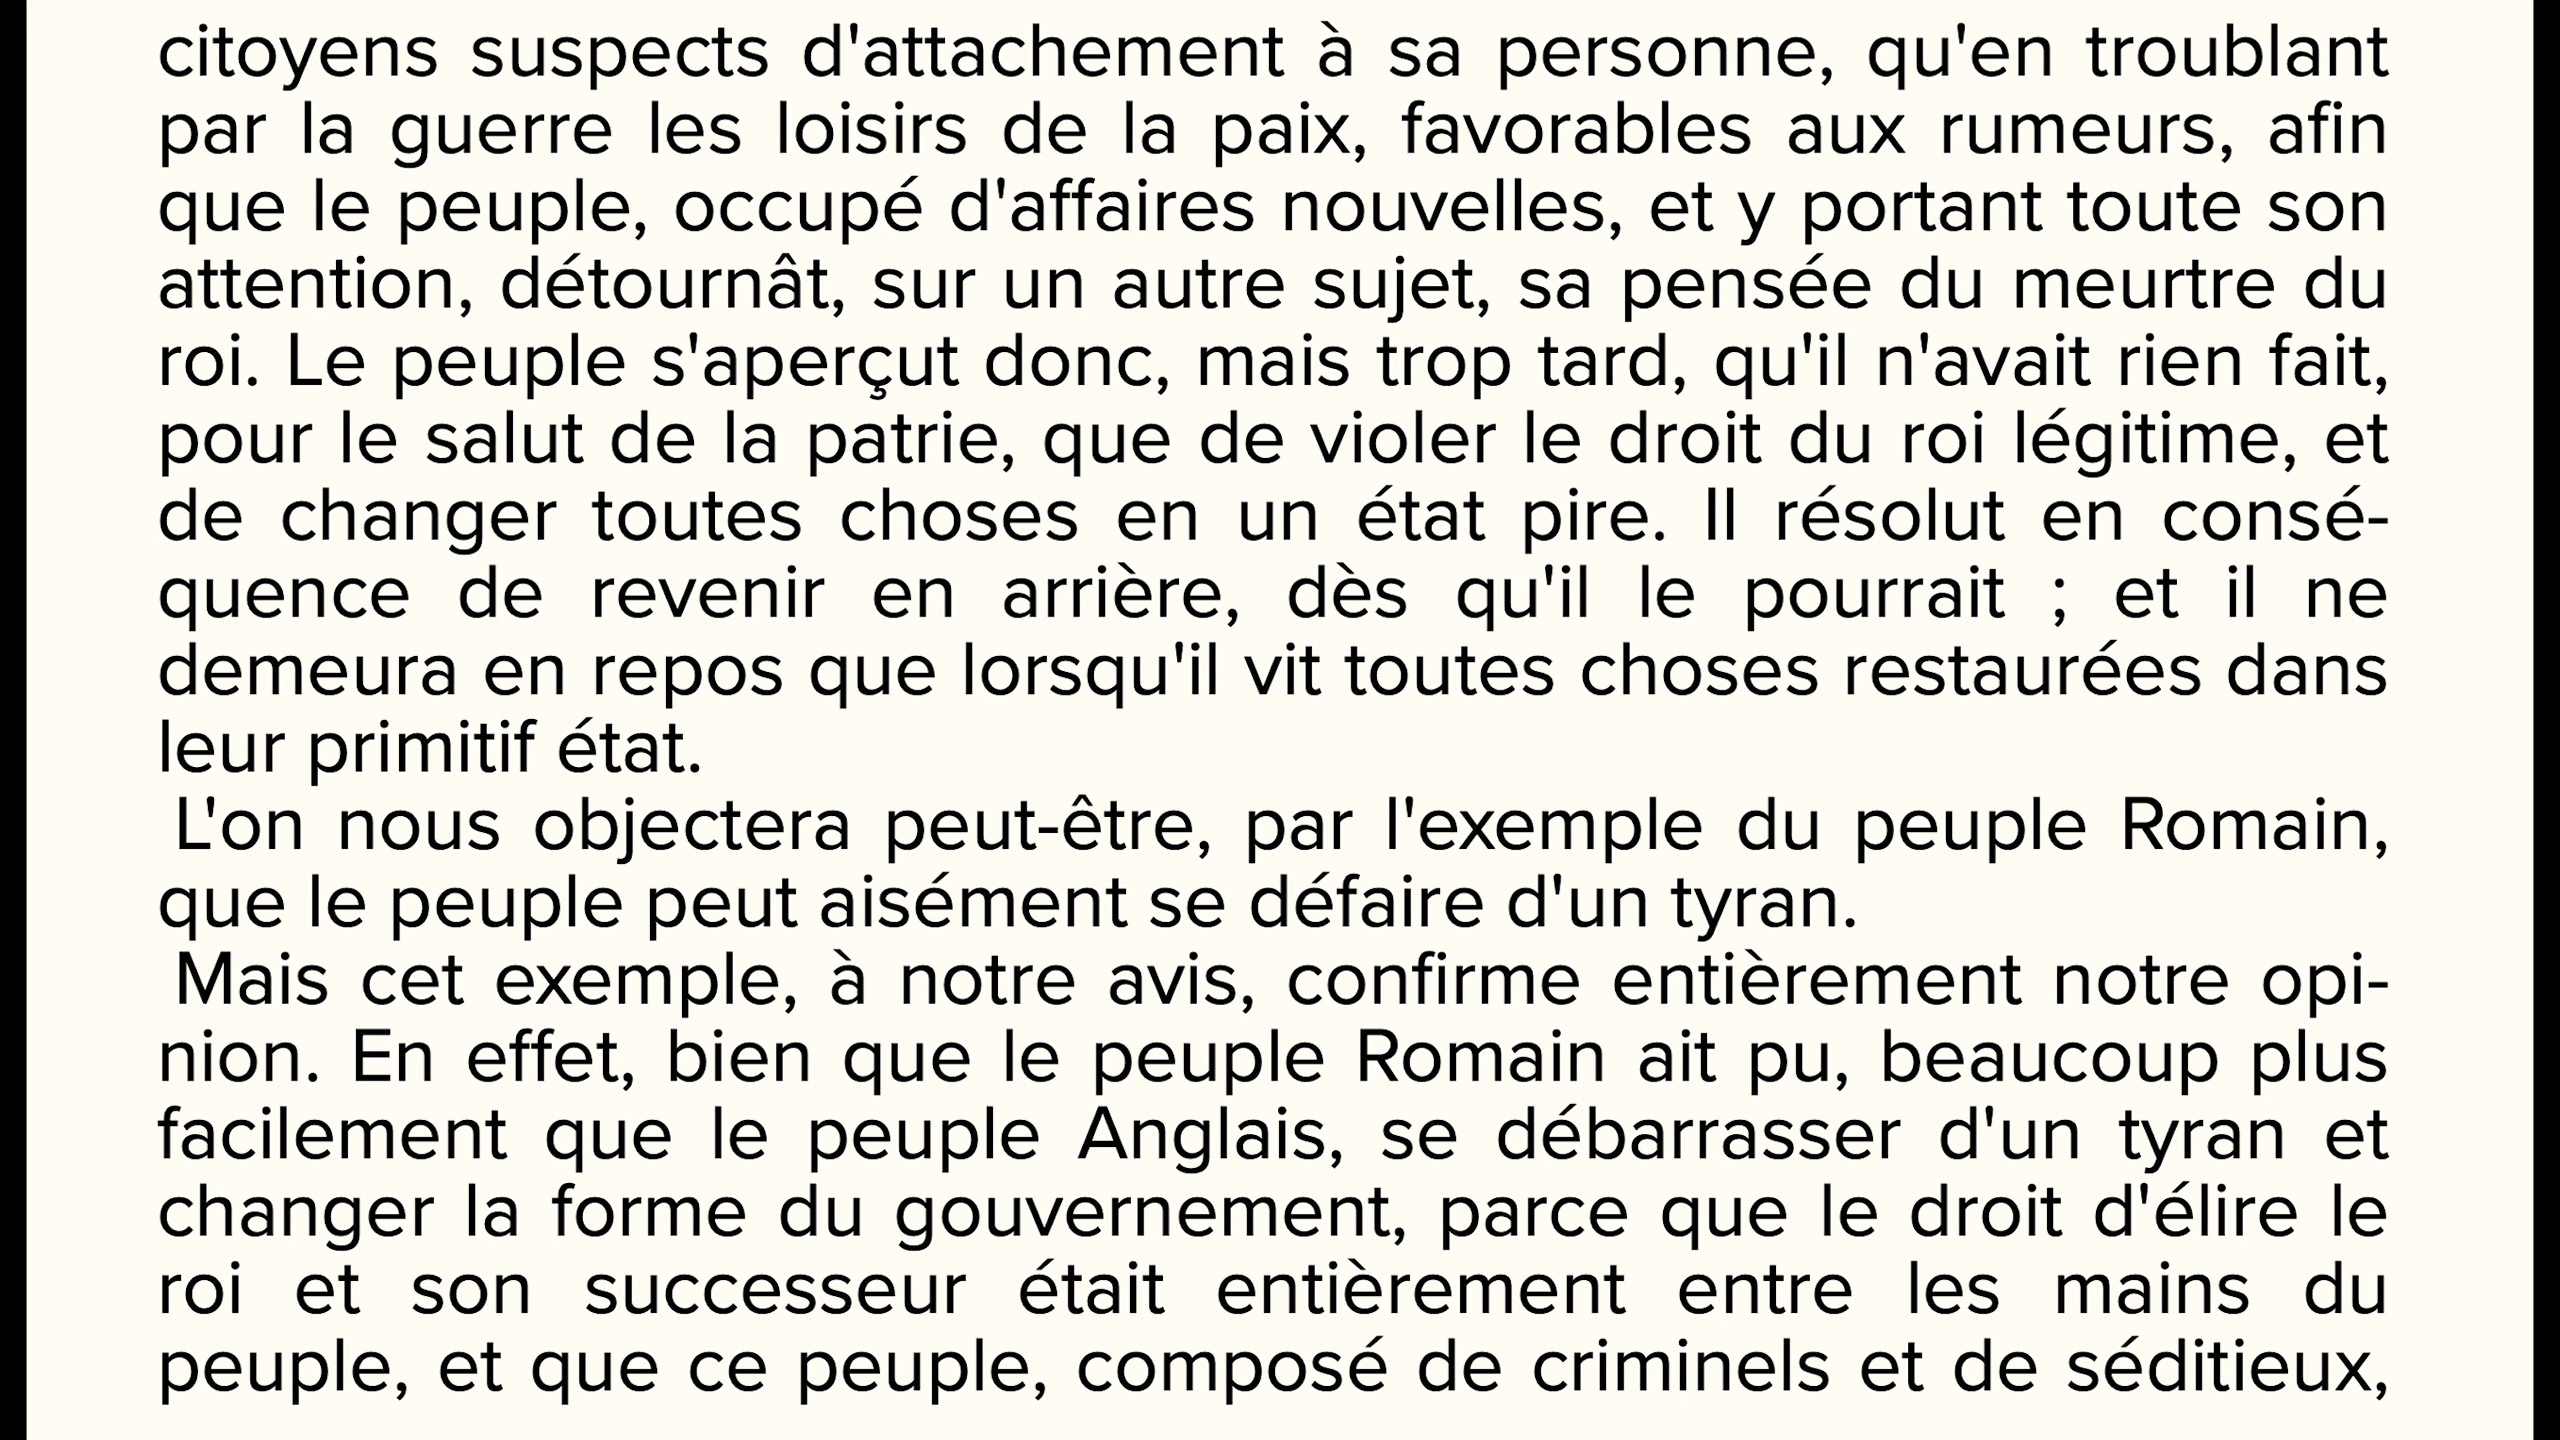 citoyens suspects d'attachement à sa personne, qu'en troublant
par la guerre les loisirs de la paix, favorables aux rumeurs, afin
que le peuple, occupé d'affaires nouvelles, et y portant toute son
attention, détournât, sur un autre sujet, sa pensée du meurtre du
roi. Le peuple s'aperçut donc, mais trop tard, qu'il n'avait rien fait,
pour le salut de la patrie, que de violer le droit du roi légitime, et
de changer toutes choses en un état pire. Il résolut en consé-
quence de revenir en arrière, dès qu'il le pourrait ; et il ne
demeura en repos que lorsqu'il vit toutes choses restaurées dans
leur primitif état.
L'on nous objectera peut-être, par l'exemple du peuple Romain,
que le peuple peut aisément se défaire d'un tyran.
Mais cet exemple, à notre avis, confirme entièrement notre opi-
nion. En effet, bien que le peuple Romain ait pu, beaucoup plus
facilement que le peuple Anglais, se débarrasser d'un tyran et
changer la forme du gouvernement, parce que le droit d'élire le
roi et son successeur était entièrement entre les mains du
peuple, et que ce peuple, composé de criminels et de séditieux,